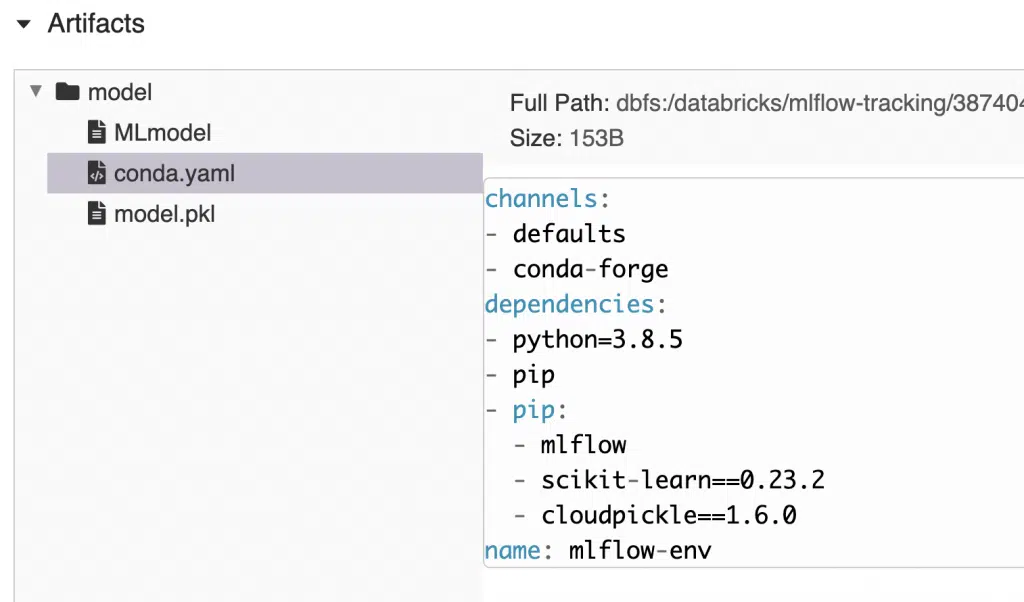 Artifacts
model
MLmodel
conda.yaml
model.pkl
Full Path: dbfs:/databricks/mlflow-tracking/387404
Size: 153B
channels:
- defaults
- conda-forge
dependencies:
- python=3.8.5
- pip
- pip:
  - mlflow
  - scikit-learn==0.23.2
  - cloudpickle==1.6.0
name: mlflow-env